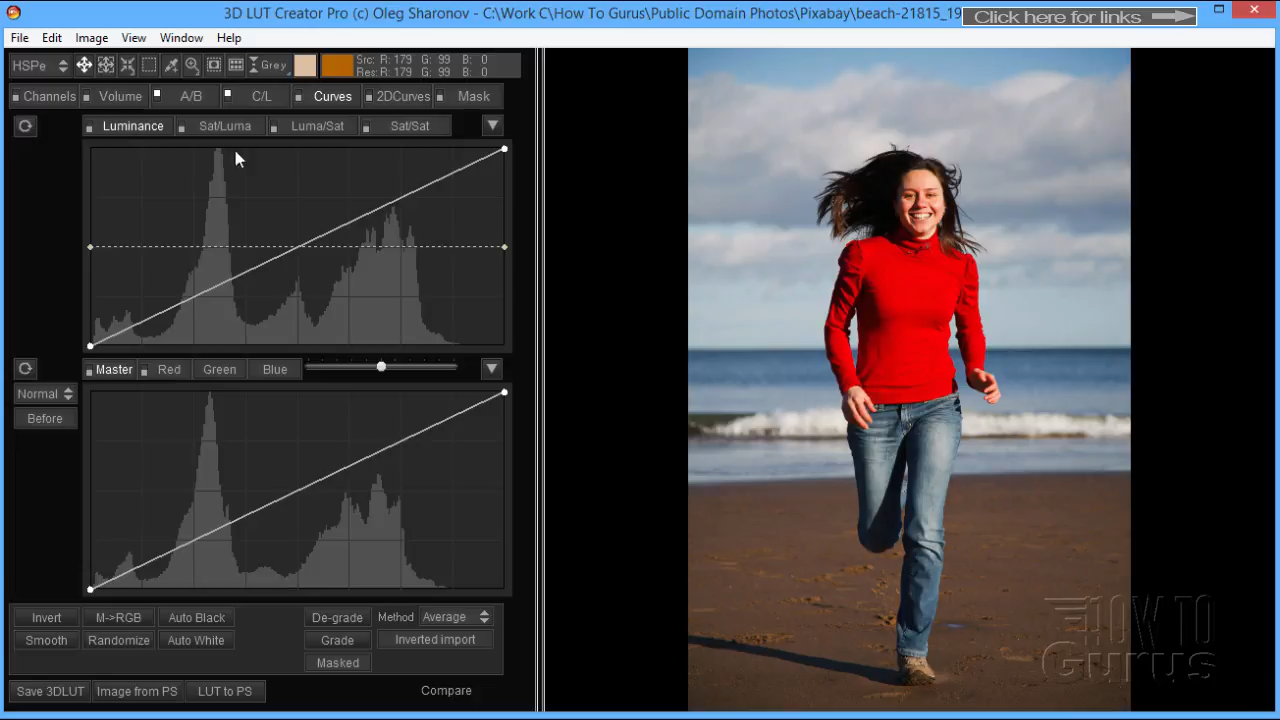 3D LUT Creator Pro (c) Oleg Sharonov - C:\Work C\How To Gurus\Public Domain Photos\Pixabay\beach-21815_19
Click here for links
File Edit Image View Window Help
HSPe Grey Src: R: 179 G: 99 B: 0
Res: R: 179 G: 99 B: 0
Channels Volume A/B C/L Curves 2DCurves Mask
Luminance Sat/Luma Luma/Sat Sat/Sat
Master Red Green Blue
Normal
Before
Invert M->RGB Auto Black De-grade Method Average
Smooth Randomize Auto White Grade Inverted import
Masked
Save 3DLUT Image from PS LUT to PS Compare
HOW TO
GURUS